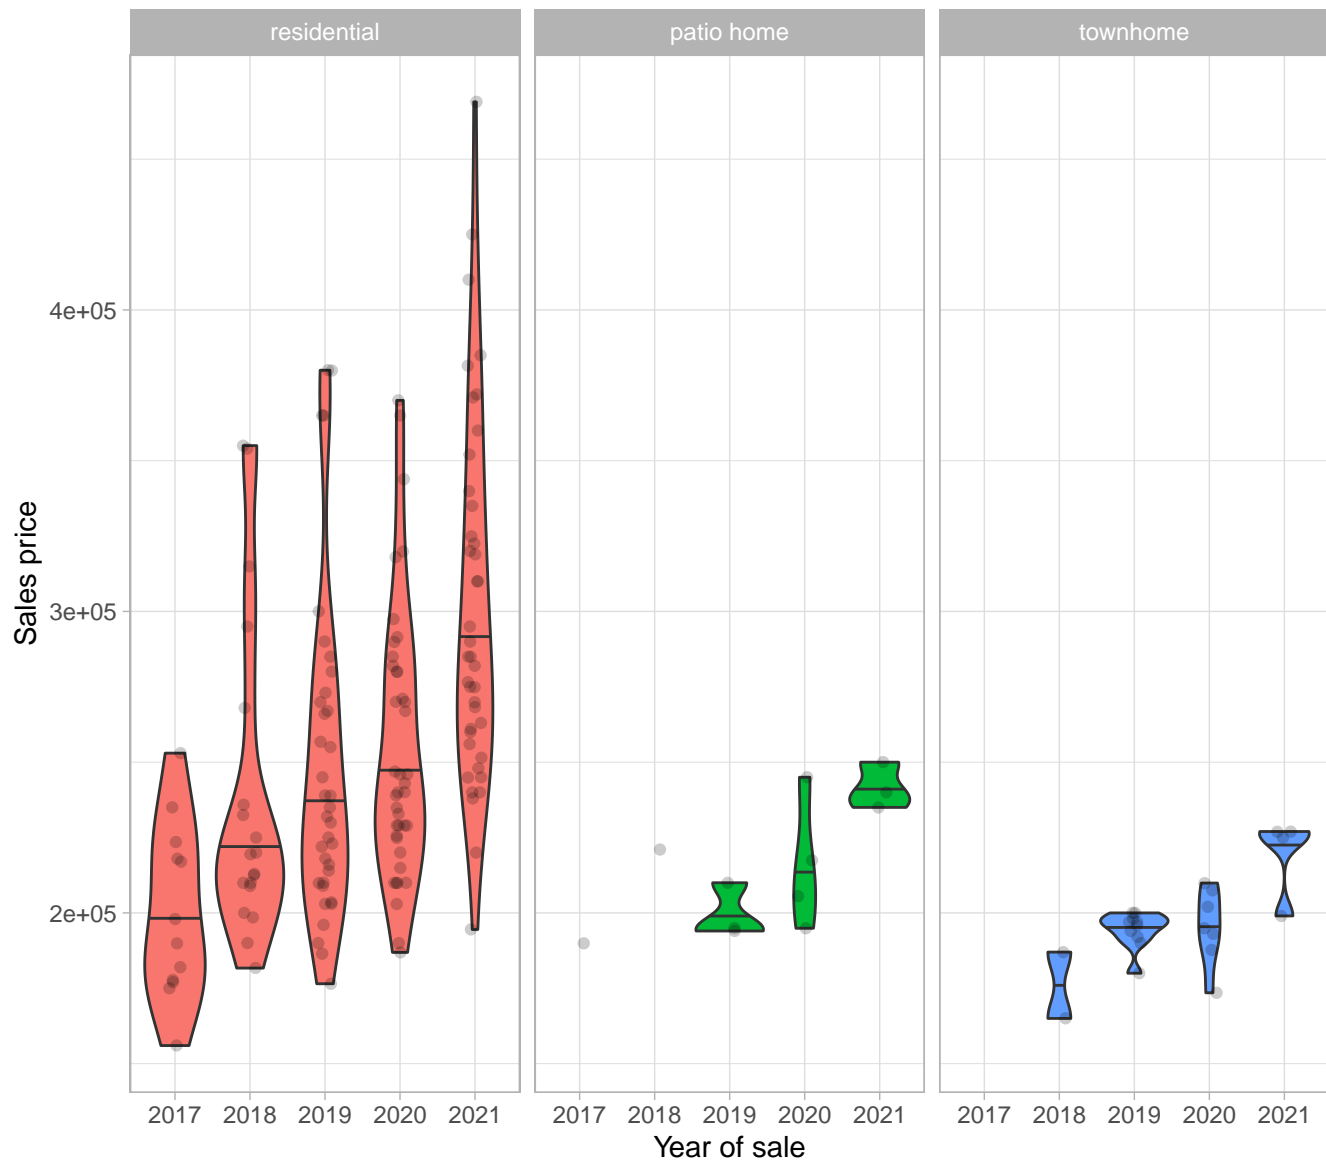 residential patio home townhome
Sales price
4e+05
3e+05
2e+05
2017 2018 2019 2020 2021 2017 2018 2019 2020 2021 2017 2018 2019 2020 2021
Year of sale